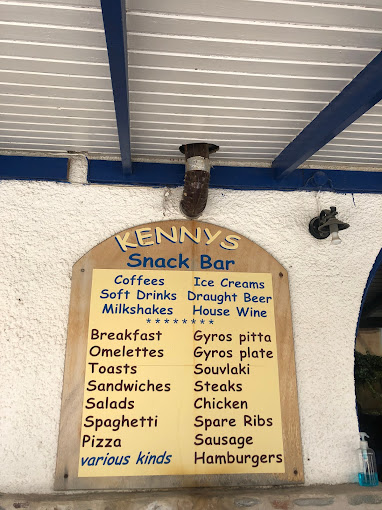 KENNYS
Snack Bar
Coffees Ice Creams
Soft Drinks Draught Beer
Milkshakes House Wine
********
Breakfast Gyros pitta
Omelettes Gyros plate
Toasts Souvlaki
Sandwiches Steaks
Salads Chicken
Spaghetti Spare Ribs
Pizza Sausage
various kinds Hamburgers